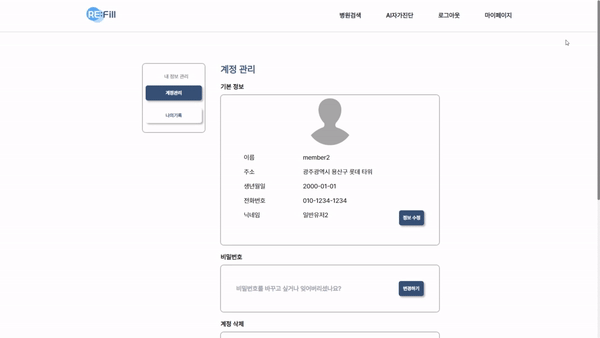 RE:Fill
병원검색 AI자가진단 로그아웃 마이페이지
내 정보 관리
계정관리
나의기록
계정 관리
기본 정보
이름 member2
주소 광주광역시 용산구 롯데 타워
생년월일 2000-01-01
전화번호 010-1234-1234
닉네임 일반유저2
정보 수정
비밀번호
비밀번호를 바꾸고 싶거나 잊어버리셨나요?
변경하기
계정 삭제